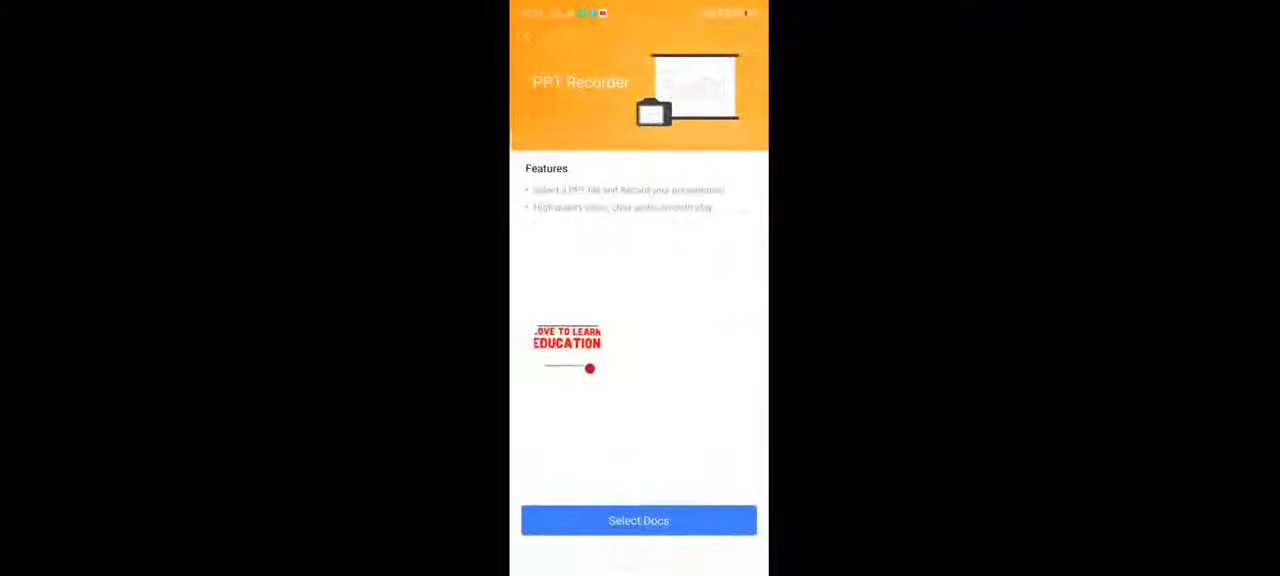 PPT Recorder
Features
• Select a PPT file and Record your presentation
• High quality video, clear audio, smooth play
OVE TO LEARN
EDUCATION
Select Docs